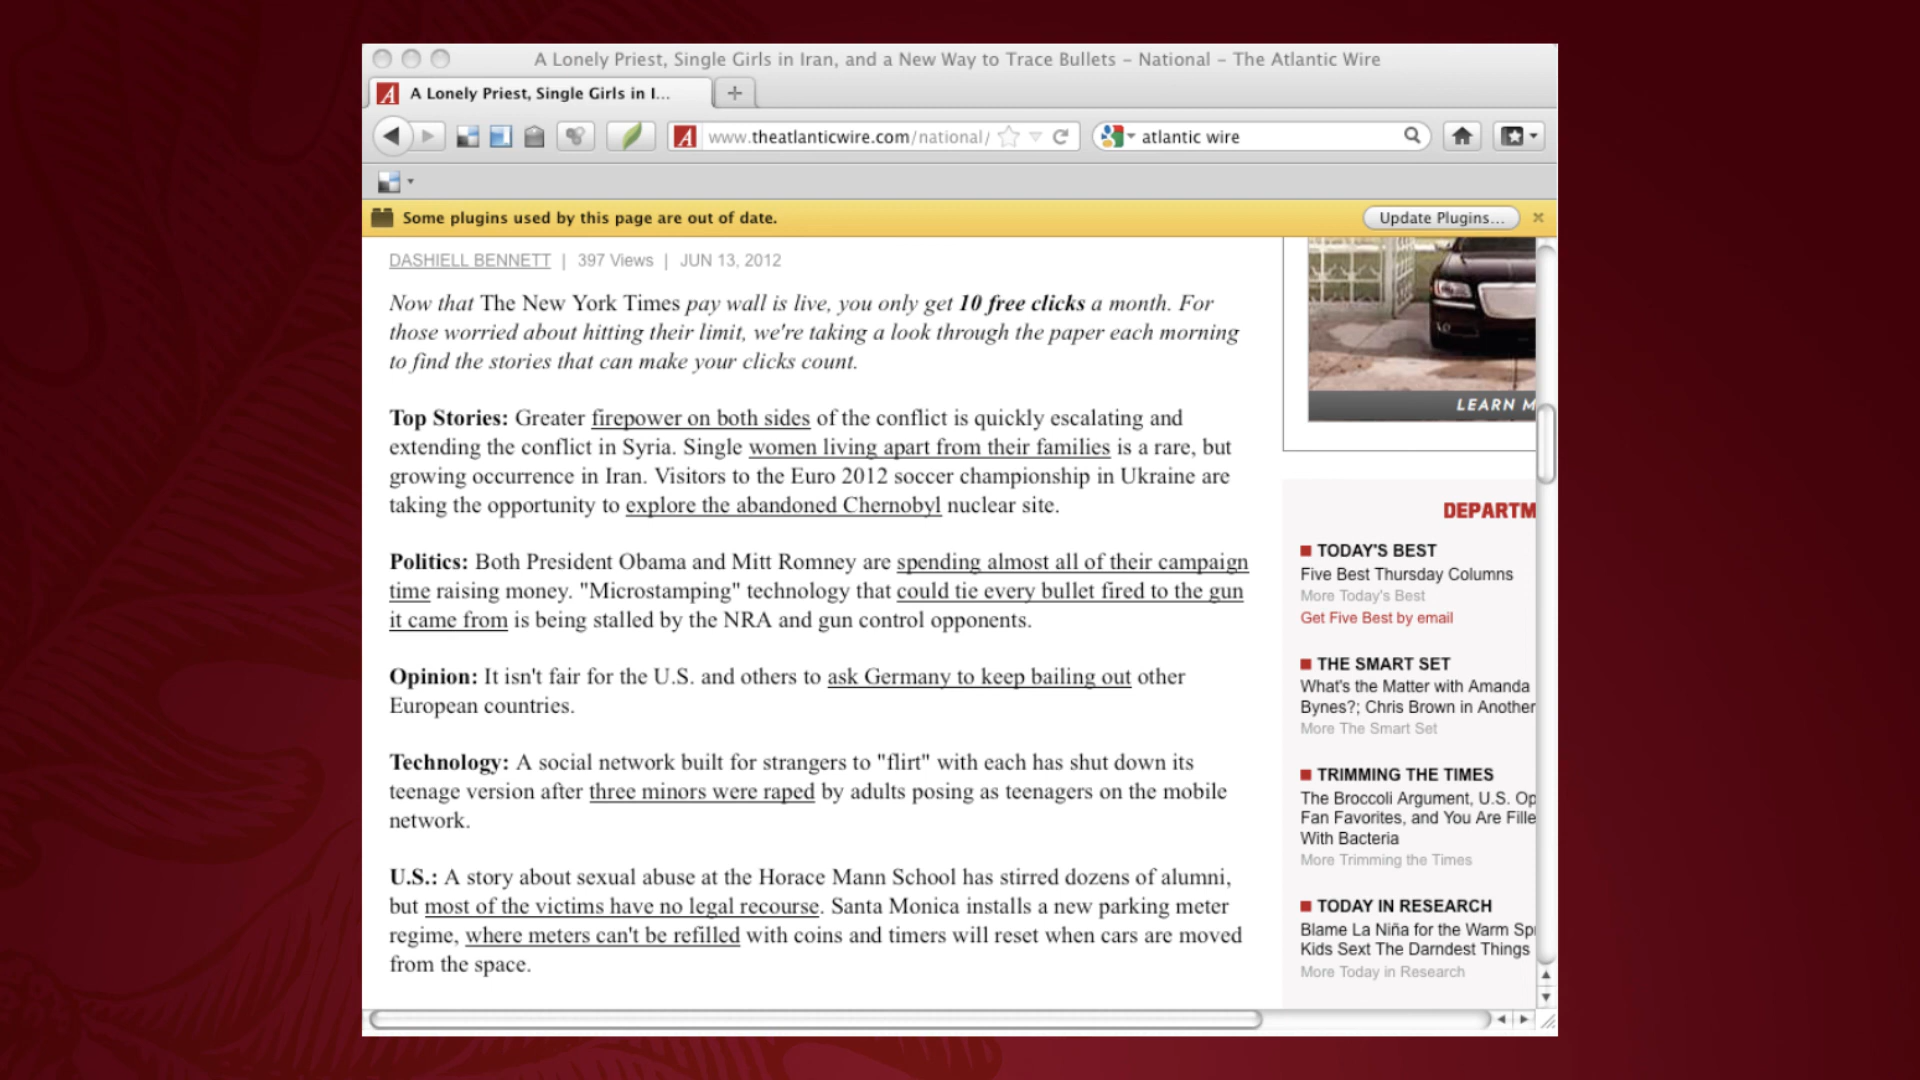 A Lonely Priest, Single Girls in Iran, and a New Way to Trace Bullets – National – The Atlantic Wire
A Lonely Priest, Single Girls in I...
www.theatlanticwire.com/national/
atlantic wire
Some plugins used by this page are out of date.
Update Plugins...
DASHIELL BENNETT | 397 Views | JUN 13, 2012
Now that The New York Times pay wall is live, you only get 10 free clicks a month. For
those worried about hitting their limit, we're taking a look through the paper each morning
to find the stories that can make your clicks count.
Top Stories: Greater firepower on both sides of the conflict is quickly escalating and
extending the conflict in Syria. Single women living apart from their families is a rare, but
growing occurrence in Iran. Visitors to the Euro 2012 soccer championship in Ukraine are
taking the opportunity to explore the abandoned Chernobyl nuclear site.
Politics: Both President Obama and Mitt Romney are spending almost all of their campaign
time raising money. "Microstamping" technology that could tie every bullet fired to the gun
it came from is being stalled by the NRA and gun control opponents.
Opinion: It isn't fair for the U.S. and others to ask Germany to keep bailing out other
European countries.
Technology: A social network built for strangers to "flirt" with each has shut down its
teenage version after three minors were raped by adults posing as teenagers on the mobile
network.
U.S.: A story about sexual abuse at the Horace Mann School has stirred dozens of alumni,
but most of the victims have no legal recourse. Santa Monica installs a new parking meter
regime, where meters can't be refilled with coins and timers will reset when cars are moved
from the space.
LEARN M
DEPARTM
TODAY'S BEST
Five Best Thursday Columns
More Today's Best
Get Five Best by email
THE SMART SET
What's the Matter with Amanda
Bynes?; Chris Brown in Another
More The Smart Set
TRIMMING THE TIMES
The Broccoli Argument, U.S. Op
Fan Favorites, and You Are Fille
With Bacteria
More Trimming the Times
TODAY IN RESEARCH
Blame La Niña for the Warm Spr
Kids Sext The Darndest Things
More Today in Research